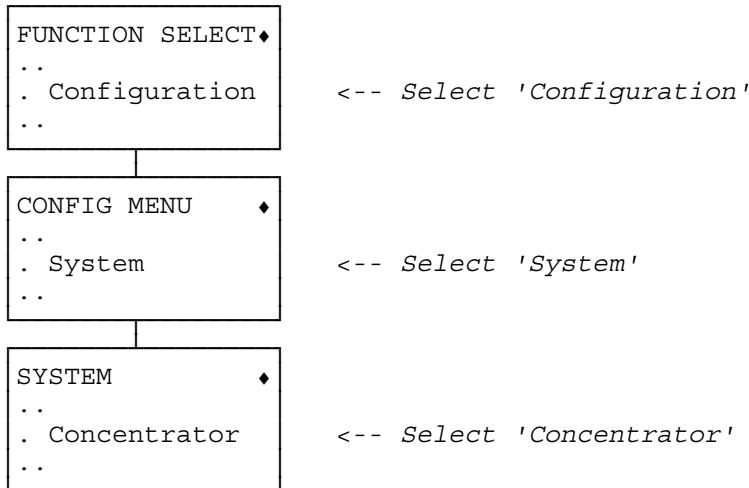 FUNCTION SELECT♦
..
. Configuration <-- Select 'Configuration'
..
CONFIG MENU ♦
..
. System <-- Select 'System'
..
SYSTEM ♦
..
. Concentrator <-- Select 'Concentrator'
..